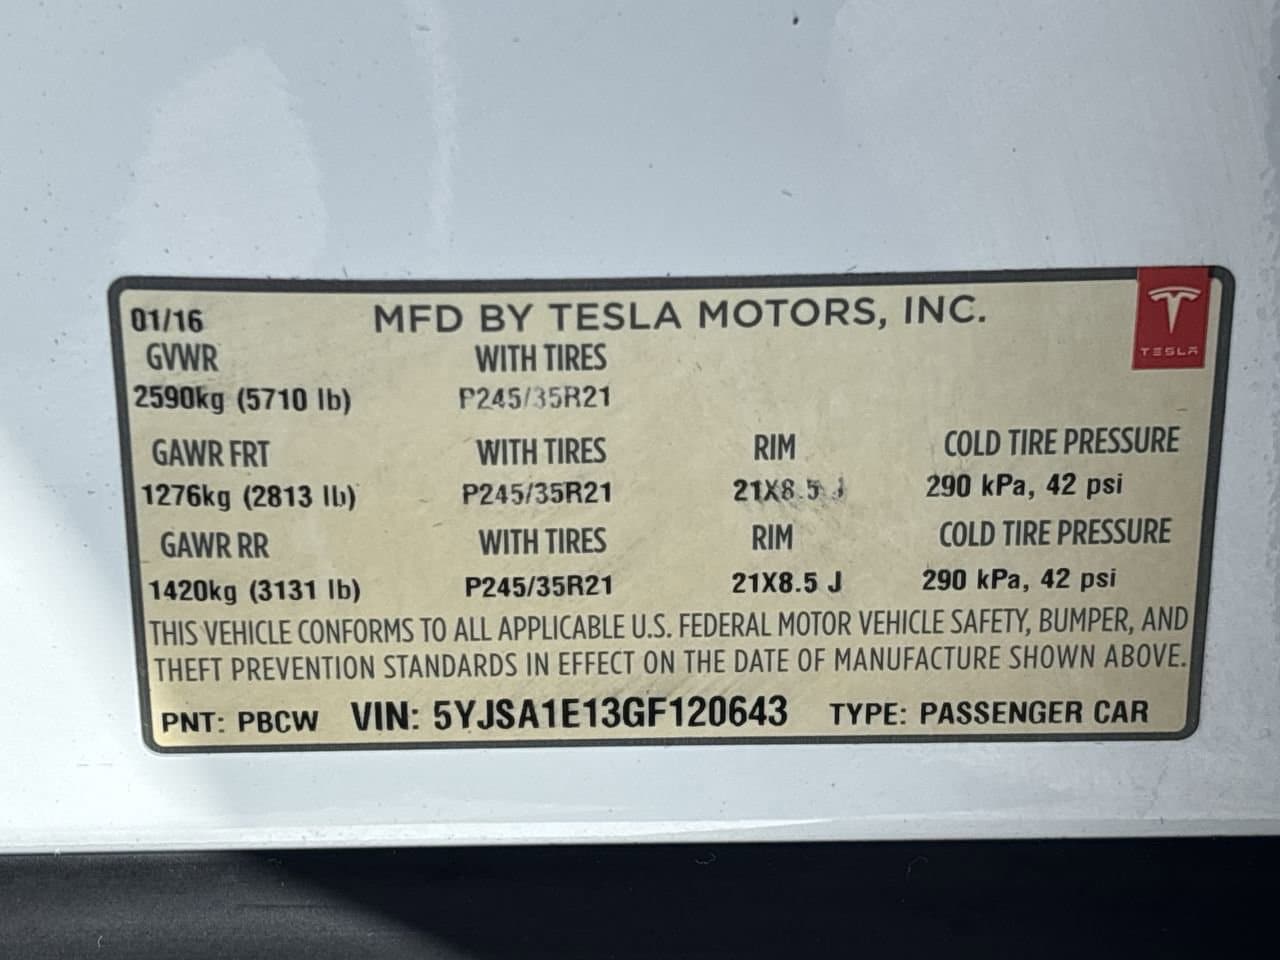 01/16 MFD BY TESLA MOTORS, INC.
TESLA
GVWR WITH TIRES
2590kg (5710 lb) P245/35R21
GAWR FRT WITH TIRES RIM COLD TIRE PRESSURE
1276kg (2813 lb) P245/35R21 21X8.5 J 290 kPa, 42 psi
GAWR RR WITH TIRES RIM COLD TIRE PRESSURE
1420kg (3131 lb) P245/35R21 21X8.5 J 290 kPa, 42 psi
THIS VEHICLE CONFORMS TO ALL APPLICABLE U.S. FEDERAL MOTOR VEHICLE SAFETY, BUMPER, AND
THEFT PREVENTION STANDARDS IN EFFECT ON THE DATE OF MANUFACTURE SHOWN ABOVE.
PNT: PBCW VIN: 5YJSA1E13GF120643 TYPE: PASSENGER CAR